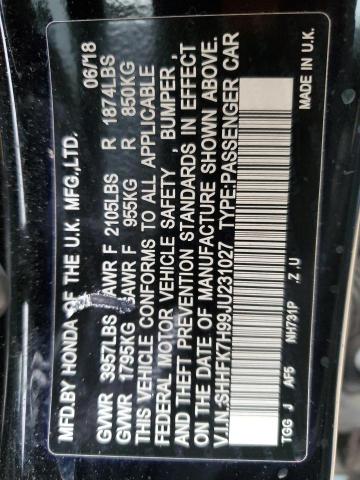 MFD.BY HONDA OF THE U.K. MFG.,LTD. 06/18
GVWR 3957LBS GAWR F 2105LBS R 1874LBS
GVWR 1795KG GAWR F 955KG R 850KG
THIS VEHICLE CONFORMS TO ALL APPLICABLE
FEDERAL MOTOR VEHICLE SAFETY , BUMPER ,
AND THEFT PREVENTION STANDARDS IN EFFECT
ON THE DATE OF MANUFACTURE SHOWN ABOVE.
V.I.N.:SHHFK7H99JU231027 TYPE:PASSENGER CAR
MADE IN U.K.
TGG J AF5 NH731P .Z ,U